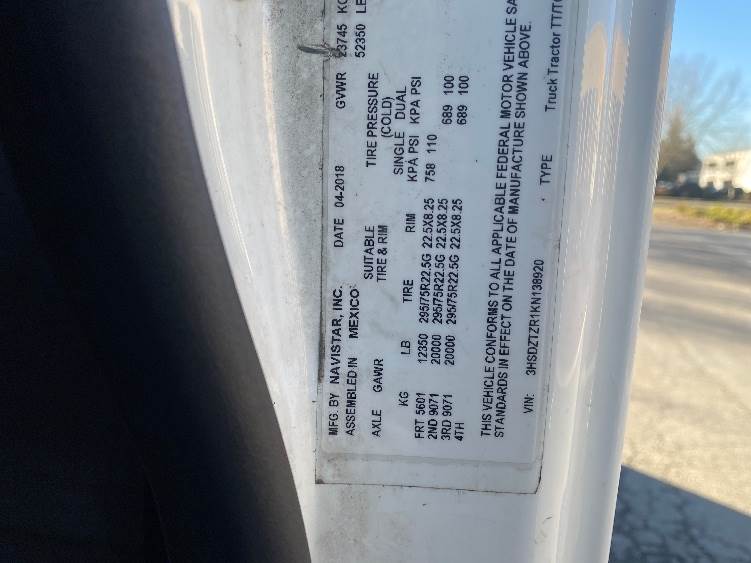 MFG. BY NAVISTAR, INC. DATE 04-2018 GVWR 23745 KG
ASSEMBLED IN MEXICO 52350 LB
SUITABLE TIRE PRESSURE
AXLE GAWR TIRE & RIM (COLD)
SINGLE DUAL
KG LB TIRE RIM KPA PSI KPA PSI
FRT 5601 12350 295/75R22.5G 22.5X8.25 758 110
2ND 9071 20000 295/75R22.5G 22.5X8.25 689 100
3RD 9071 20000 295/75R22.5G 22.5X8.25 689 100
4TH
THIS VEHICLE CONFORMS TO ALL APPLICABLE FEDERAL MOTOR VEHICLE
STANDARDS IN EFFECT ON THE DATE OF MANUFACTURE SHOWN ABOVE.
VIN: 3HSDZTZR1KN138920 TYPE Truck Tractor